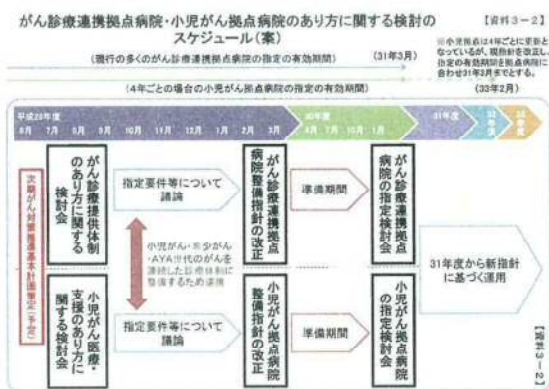 がん診療連携拠点病院・小児がん拠点病院のあり方に関する検討の
スケジュール(案)
【資料3-2】
(現行の多くのがん診療連携拠点病院の指定の有効期間)
(31年3月)
※小児拠点は4年ごとに更新と
なっているが、現指針を改正し、
指定の有効期間を拠点病院に
合わせ31年3月までとする。
(4年ごとの場合の小児がん拠点病院の指定の有効期間)
(33年2月)
平成29年度
6月 7月 8月 9月 10月 11月 12月 1月 2月 3月
30年度
4月 7月 10月 1月
31年度
32年度
33年度
次期がん対策推進基本計画策定(予定)
がん診療提供体制
のあり方に関する
検討会
指定要件等について
議論
がん診療連携拠点
病院整備指針の改正
準備期間
がん診療連携拠点
病院の指定検討会
小児がん・希少がん
・AYA世代のがんを
連続した診療体制に
整備するため連携
31年度から新指針
に基づく運用
小児がん医療・
支援のあり方に
関する検討会
指定要件等について
議論
小児がん拠点病院
整備指針の改正
準備期間
小児がん拠点病院
の指定検討会
【資料3-2】